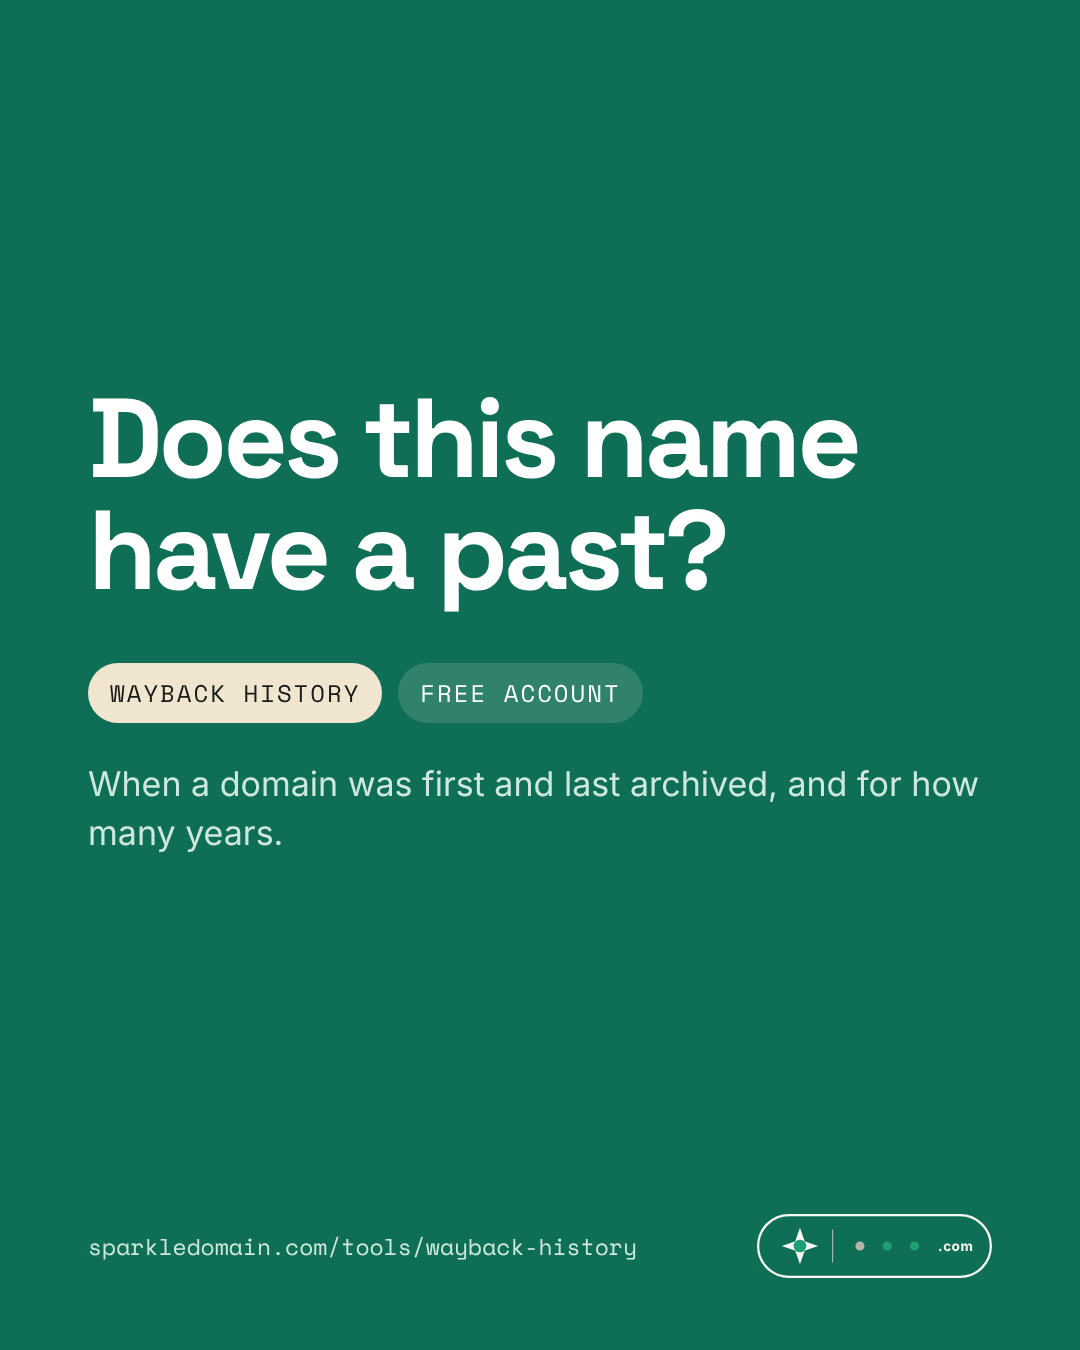 Does this name
have a past?
WAYBACK HISTORY
FREE ACCOUNT
When a domain was first and last archived, and for how
many years.
sparkledomain.com/tools/wayback-history
.com